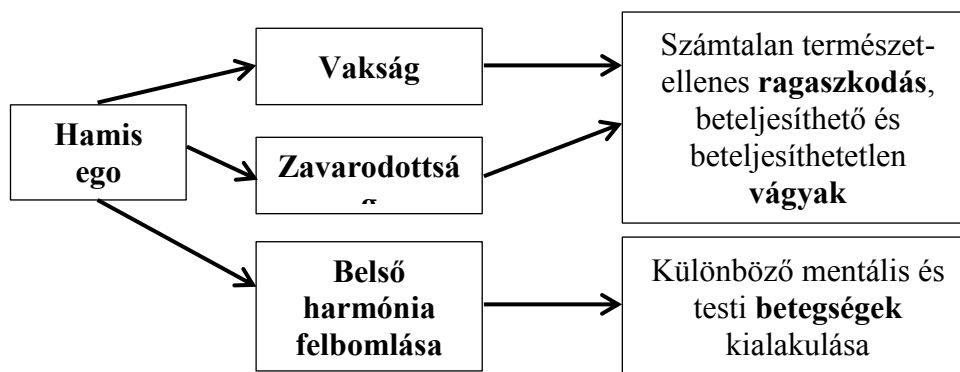 Hamis
ego
Vakság
Zavarodottsá
g
Belső
harmónia
felbomlása
Számtalan természet-
ellenes ragaszkodás,
beteljesíthető és
beteljesíthetetlen
vágyak
Különböző mentális és
testi betegségek
kialakulása